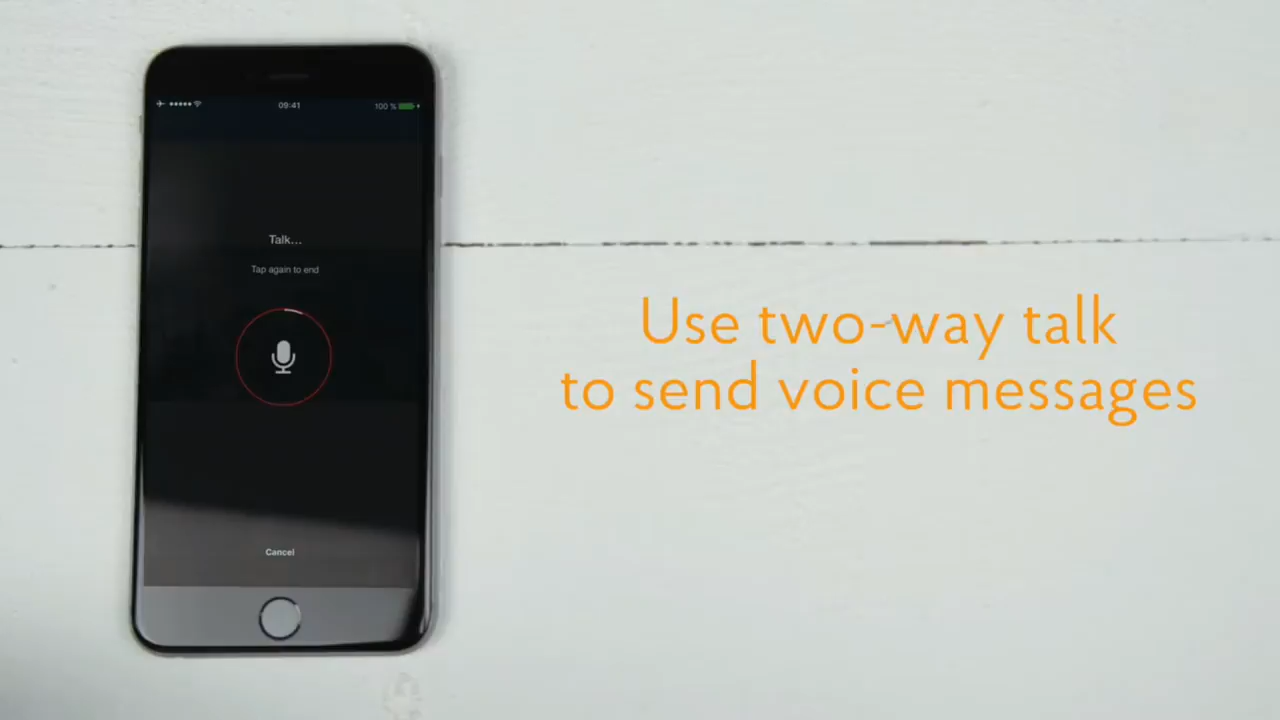 09:41
100 %
Talk...
Tap again to end
Cancel
Use two-way talk
to send voice messages